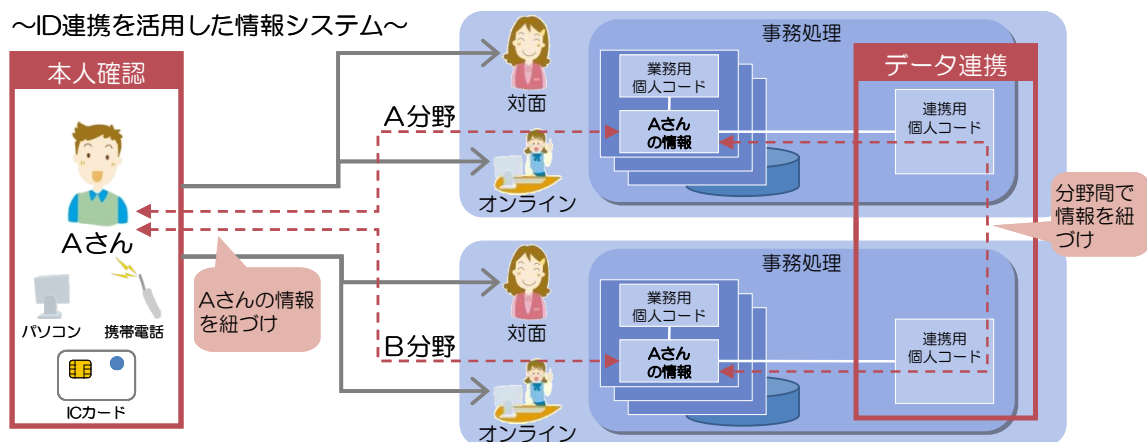 ～ID連携を活用した情報システム～
本人確認
Aさん
パソコン
携帯電話
ICカード
Aさんの情報
を紐づけ
A分野
対面
オンライン
事務処理
業務用
個人コード
Aさん
の情報
データ連携
連携用
個人コード
分野間で
情報を紐
づけ
B分野
対面
オンライン
事務処理
業務用
個人コード
Aさん
の情報
連携用
個人コード